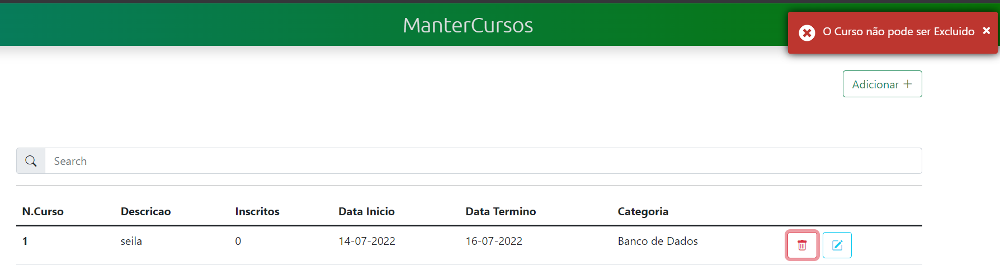 ManterCursos
O Curso não pode ser Excluido
Adicionar
Search
N.Curso Descricao Inscritos Data Inicio Data Termino Categoria
1 seila 0 14-07-2022 16-07-2022 Banco de Dados